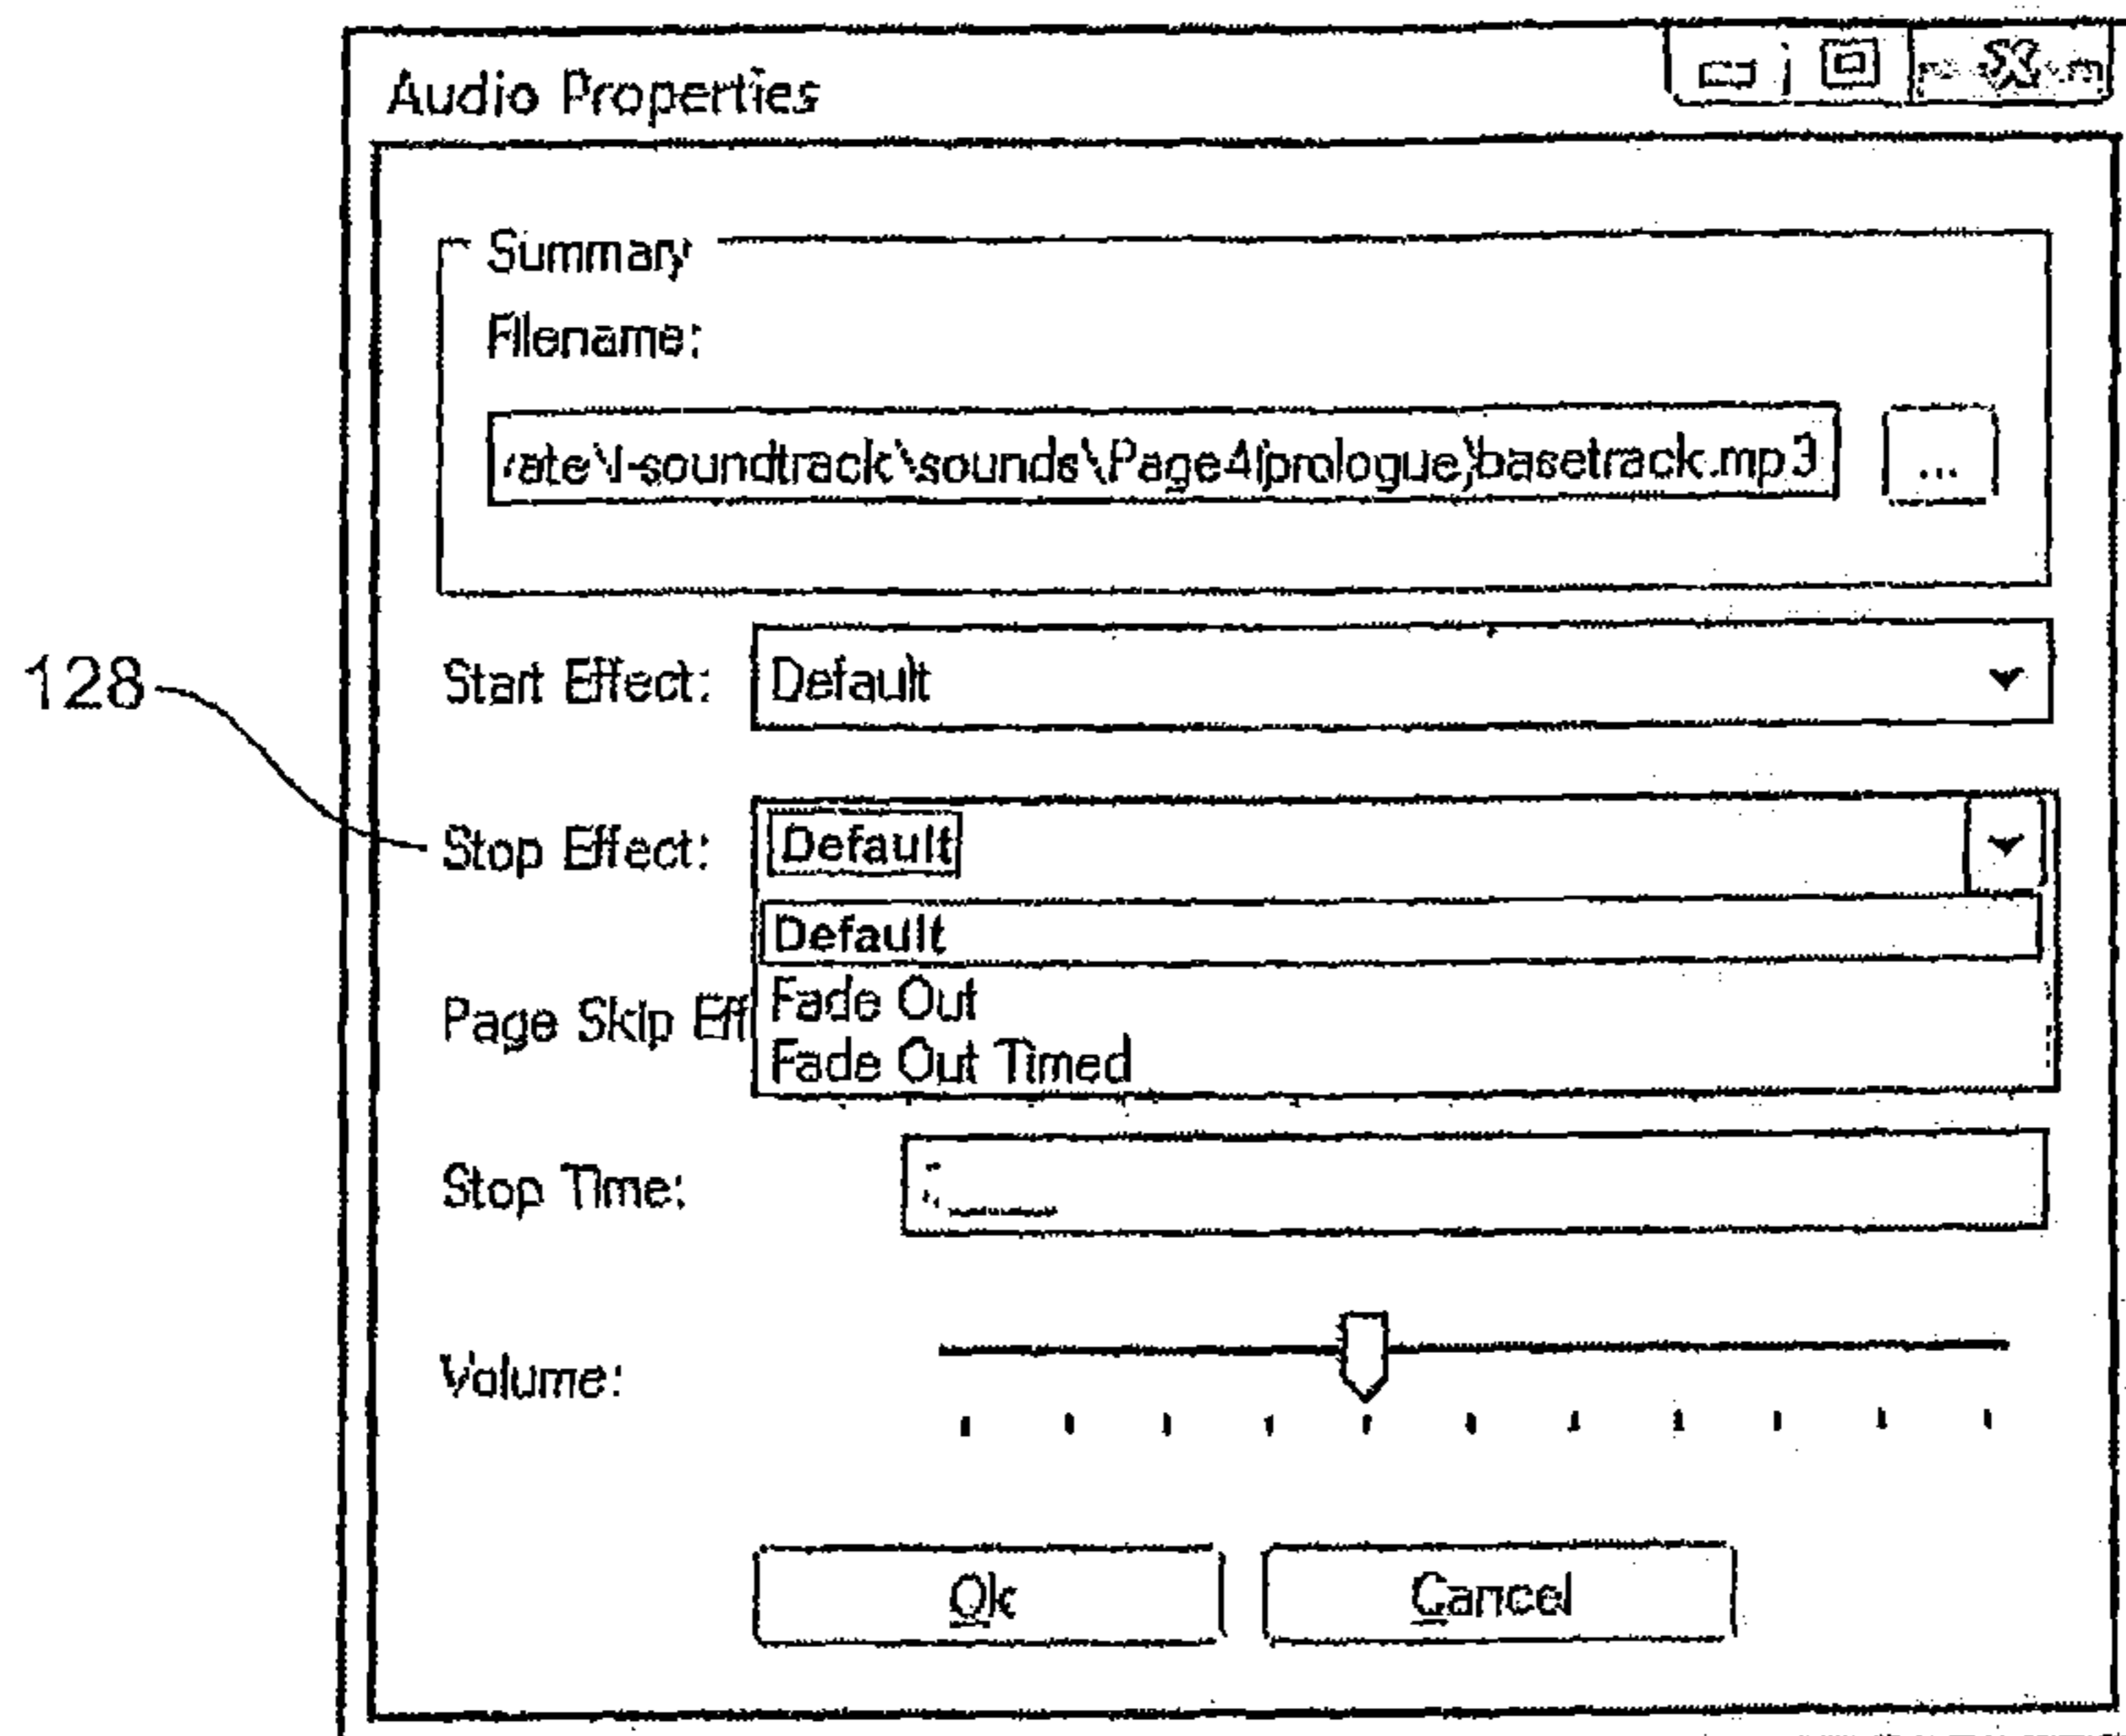 Audio Properties
Summary
Filename:
rate\i-soundtrack\sounds\Page4(prologue)\basetrack.mp3 ...
Start Effect: Default
128
Stop Effect: Default
Default
Page Skip Eff Fade Out
Fade Out Timed
Stop Time:
Volume:
Ok Cancel